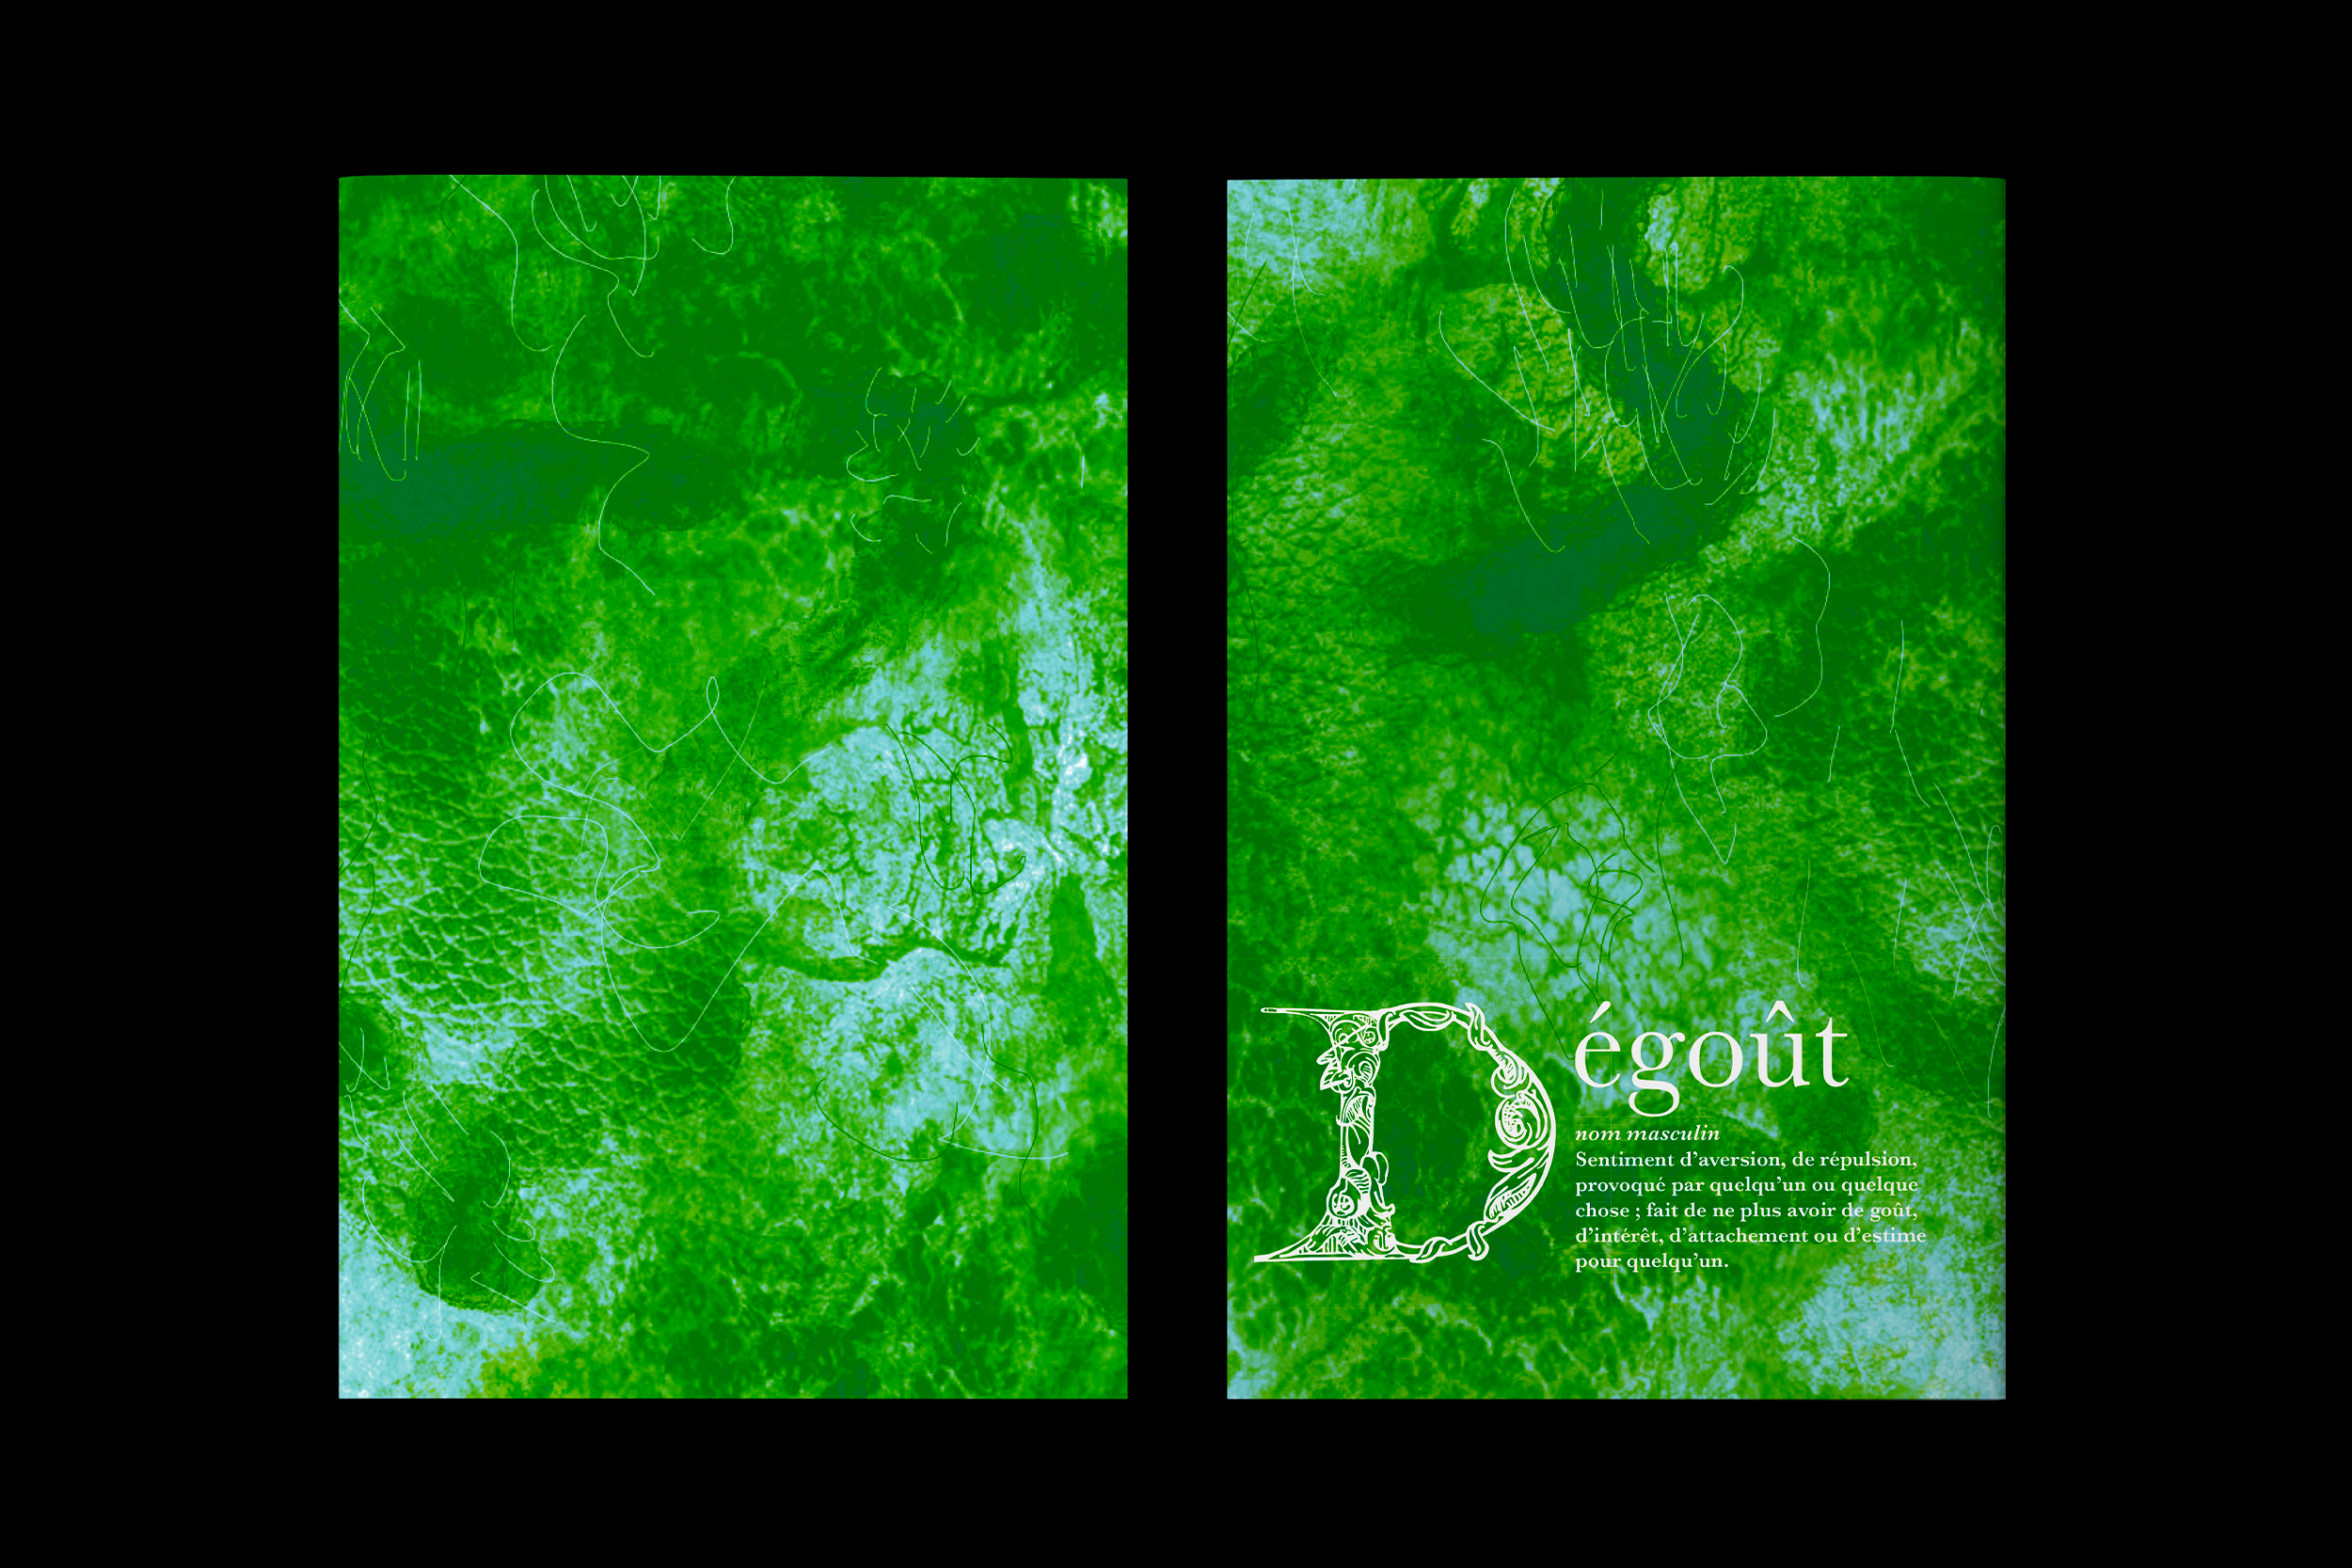 Dégoût
nom masculin
Sentiment d’aversion, de répulsion,
provoqué par quelqu’un ou quelque
chose ; fait de ne plus avoir de goût,
d’intérêt, d’attachement ou d’estime
pour quelqu’un.